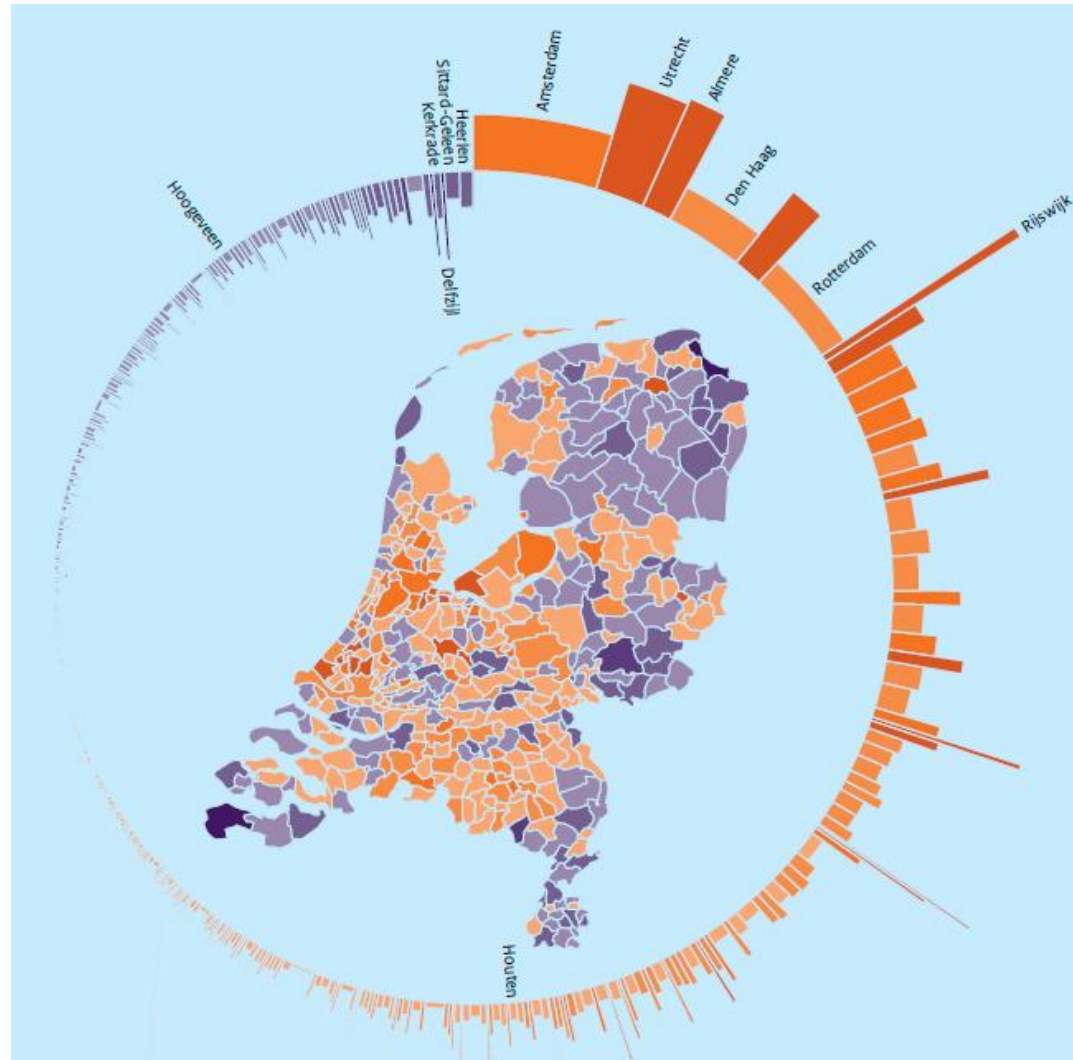 Amsterdam
Utrecht
Almere
Den Haag
Rotterdam
Rijswijk
Houten
Hoogeveen
Kerkrade
Sittard-Geleen
Heerlen
Delfzijl